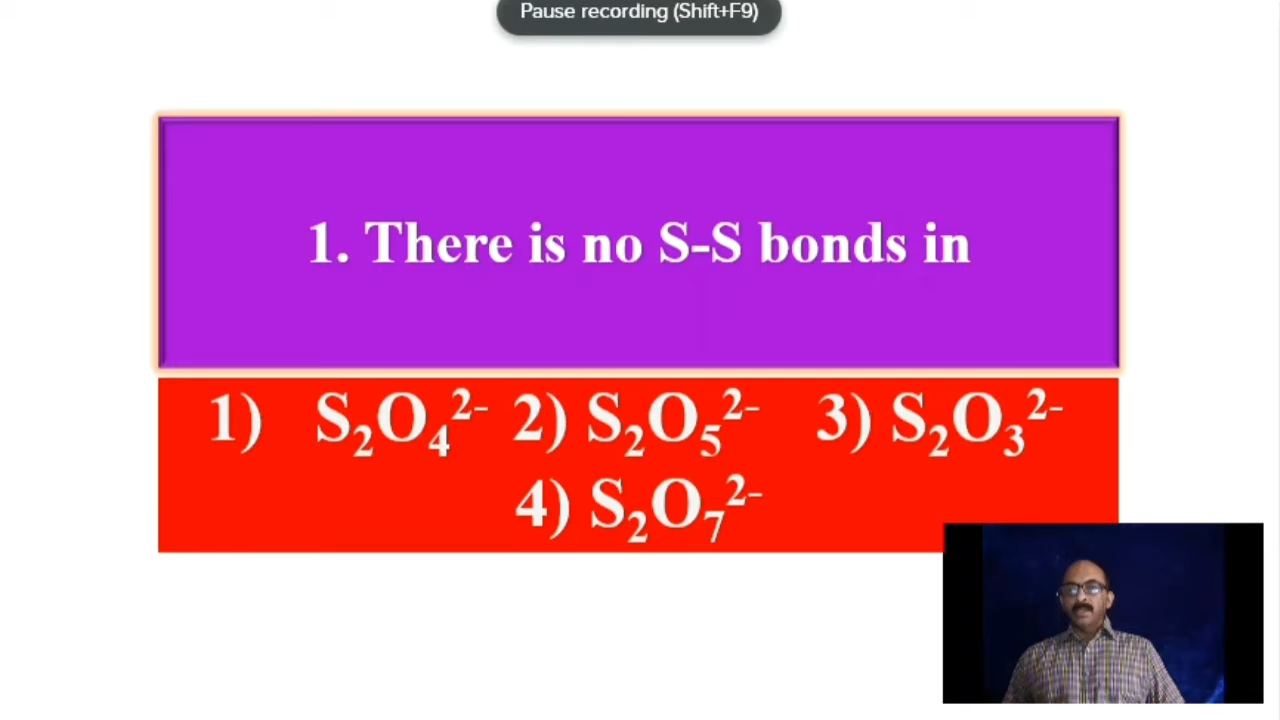 Pause recording (Shift+F9)
1. There is no S-S bonds in
1) S₂O₄²⁻ 2) S₂O₅²⁻ 3) S₂O₃²⁻
4) S₂O₇²⁻